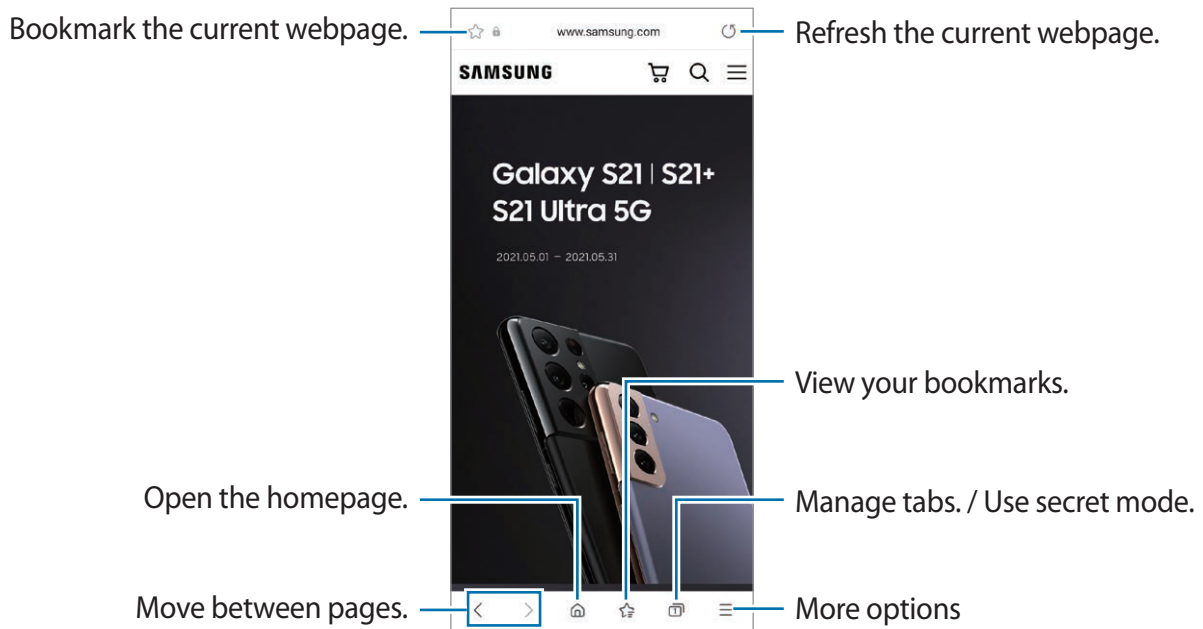 Bookmark the current webpage.
www.samsung.com
Refresh the current webpage.
SAMSUNG
Galaxy S21 | S21+
S21 Ultra 5G
2021.05.01 – 2021.05.31
View your bookmarks.
Open the homepage.
Manage tabs. / Use secret mode.
Move between pages.
1
More options